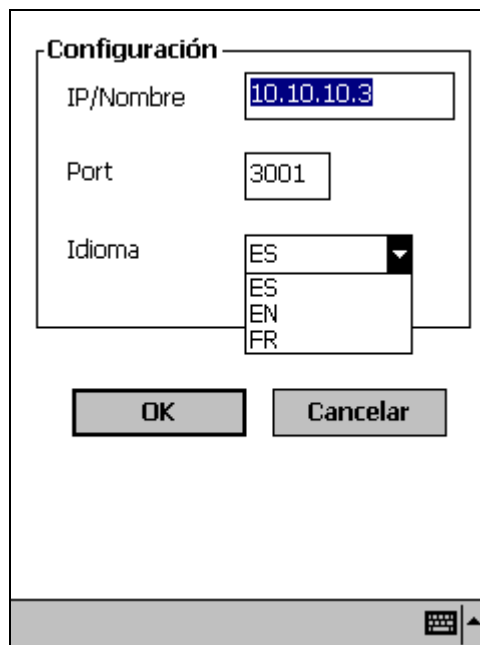 Configuración
IP/Nombre 10.10.10.3
Port 3001
Idioma ES
ES
EN
FR
OK Cancelar